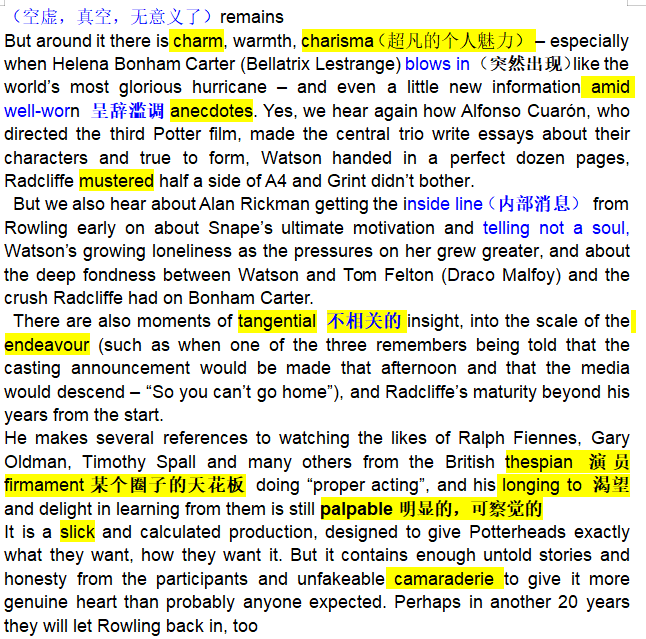 （空虚，真空，无意义了）remains
But around it there is charm, warmth, charisma（超凡的个人魅力） – especially
when Helena Bonham Carter (Bellatrix Lestrange) blows in（突然出现)like the
world’s most glorious hurricane – and even a little new information amid
well-worn 呈辞滥调 anecdotes. Yes, we hear again how Alfonso Cuarón, who
directed the third Potter film, made the central trio write essays about their
characters and true to form, Watson handed in a perfect dozen pages,
Radcliffe mustered half a side of A4 and Grint didn’t bother.
But we also hear about Alan Rickman getting the inside line（内部消息） from
Rowling early on about Snape’s ultimate motivation and telling not a soul,
Watson’s growing loneliness as the pressures on her grew greater, and about
the deep fondness between Watson and Tom Felton (Draco Malfoy) and the
crush Radcliffe had on Bonham Carter.
There are also moments of tangential 不相关的 insight, into the scale of the
endeavour (such as when one of the three remembers being told that the
casting announcement would be made that afternoon and that the media
would descend – “So you can’t go home”), and Radcliffe’s maturity beyond his
years from the start.
He makes several references to watching the likes of Ralph Fiennes, Gary
Oldman, Timothy Spall and many others from the British thespian 演员
firmament 某个圈子的天花板 doing “proper acting”, and his longing to 渴望
and delight in learning from them is still palpable 明显的，可察觉的
It is a slick and calculated production, designed to give Potterheads exactly
what they want, how they want it. But it contains enough untold stories and
honesty from the participants and unfakeable camaraderie to give it more
genuine heart than probably anyone expected. Perhaps in another 20 years
they will let Rowling back in, too